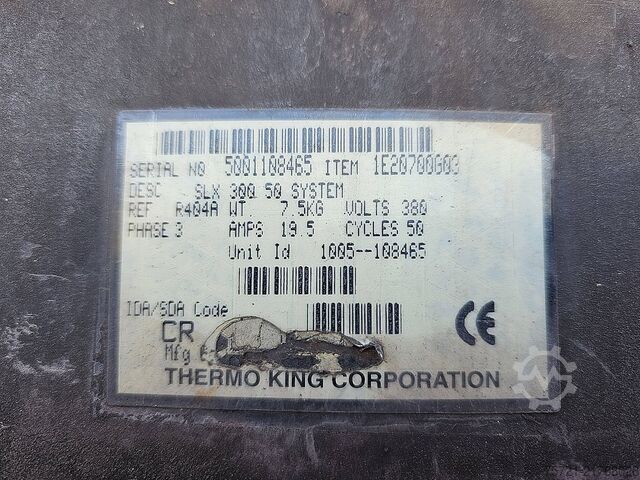 SERIAL NO 5001108465 ITEM 1E20700G03
DESC SLX 300 50 SYSTEM
REF R404A WT 7.5KG VOLTS 380
PHASE 3 AMPS 19.5 CYCLES 50
Unit Id 1005--108465
IDA/SDA Code
CR
Mfg
CE
THERMO KING CORPORATION